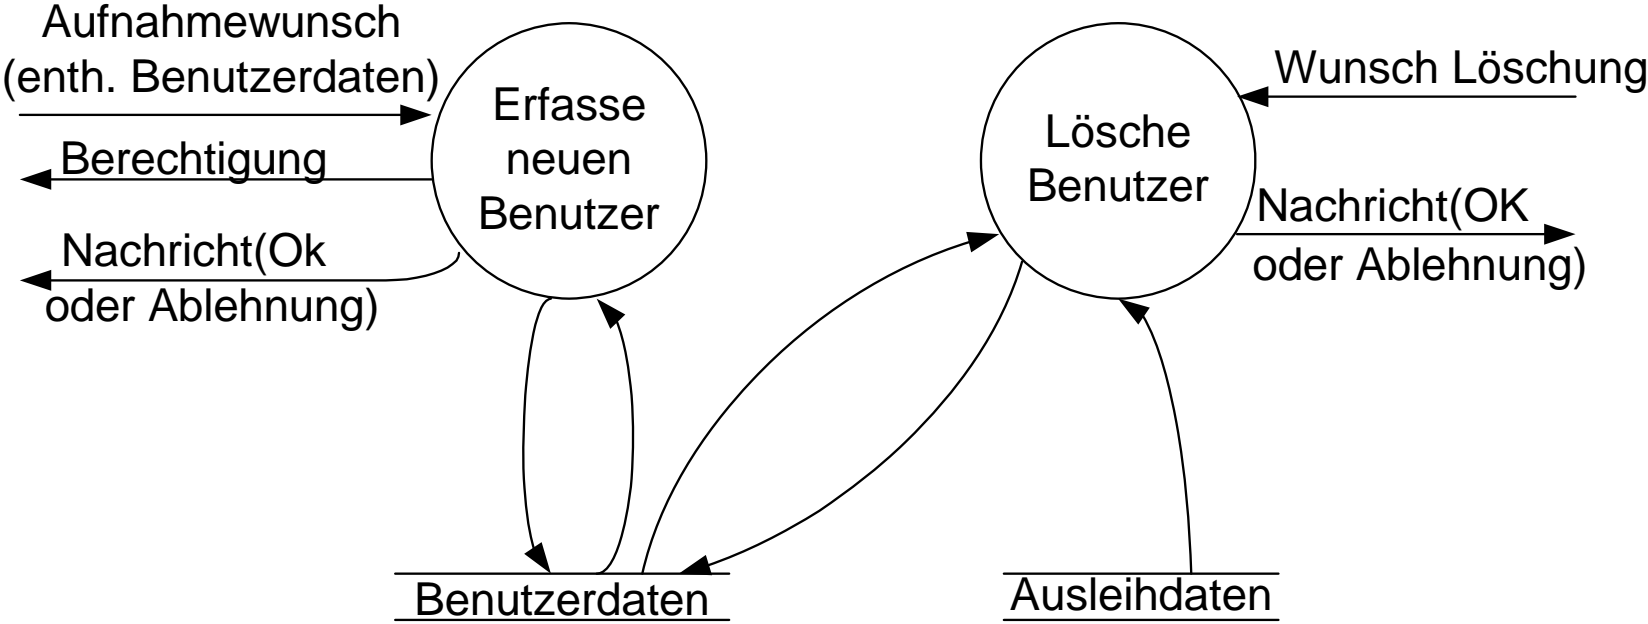 Aufnahmewunsch
(enth. Benutzerdaten)
Berechtigung
Nachricht(Ok
oder Ablehnung)
Erfasse
neuen
Benutzer
Lösche
Benutzer
Wunsch Löschung
Nachricht(OK
oder Ablehnung)
Benutzerdaten
Ausleihdaten